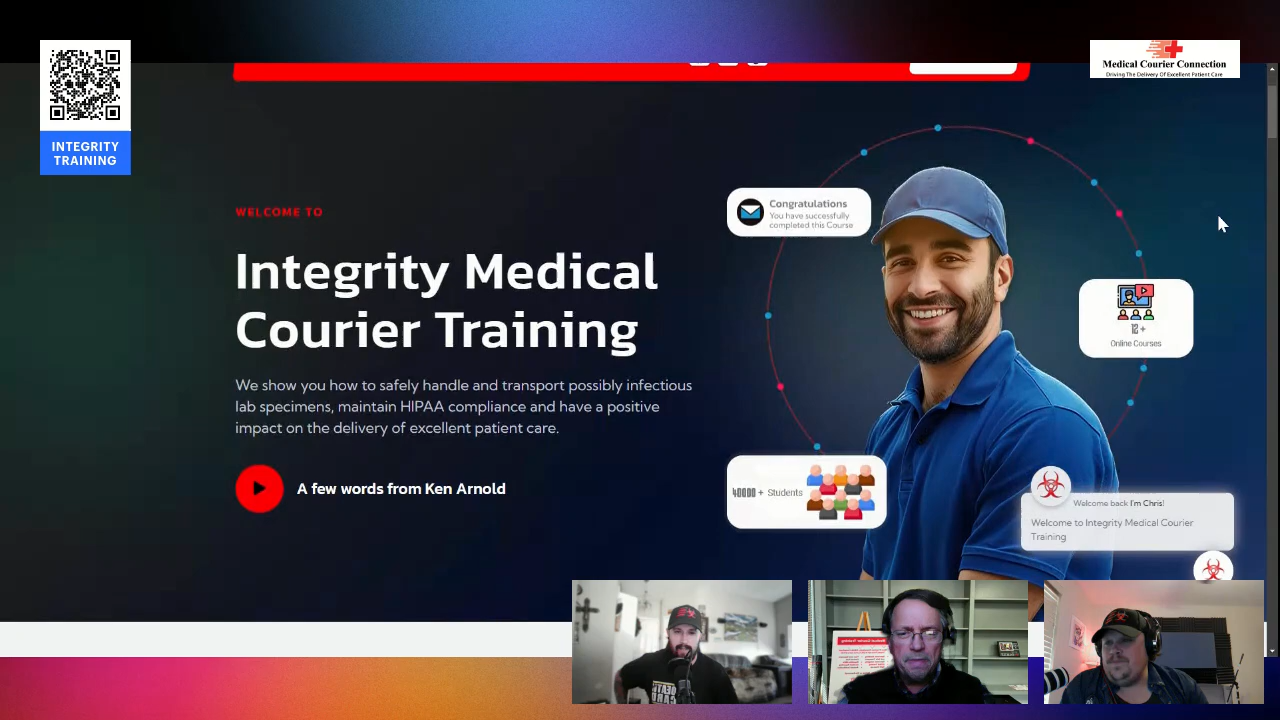 INTEGRITY
TRAINING
Medical Courier Connection
Driving The Delivery Of Excellent Patient Care
WELCOME TO
Integrity Medical
Courier Training
We show you how to safely handle and transport possibly infectious
lab specimens, maintain HIPAA compliance and have a positive
impact on the delivery of excellent patient care.
A few words from Ken Arnold
Congratulations
You have successfully
completed this Course
12 +
Online Courses
40000 + Students
Welcome back I'm Chris!
Welcome to Integrity Medical Courier
Training